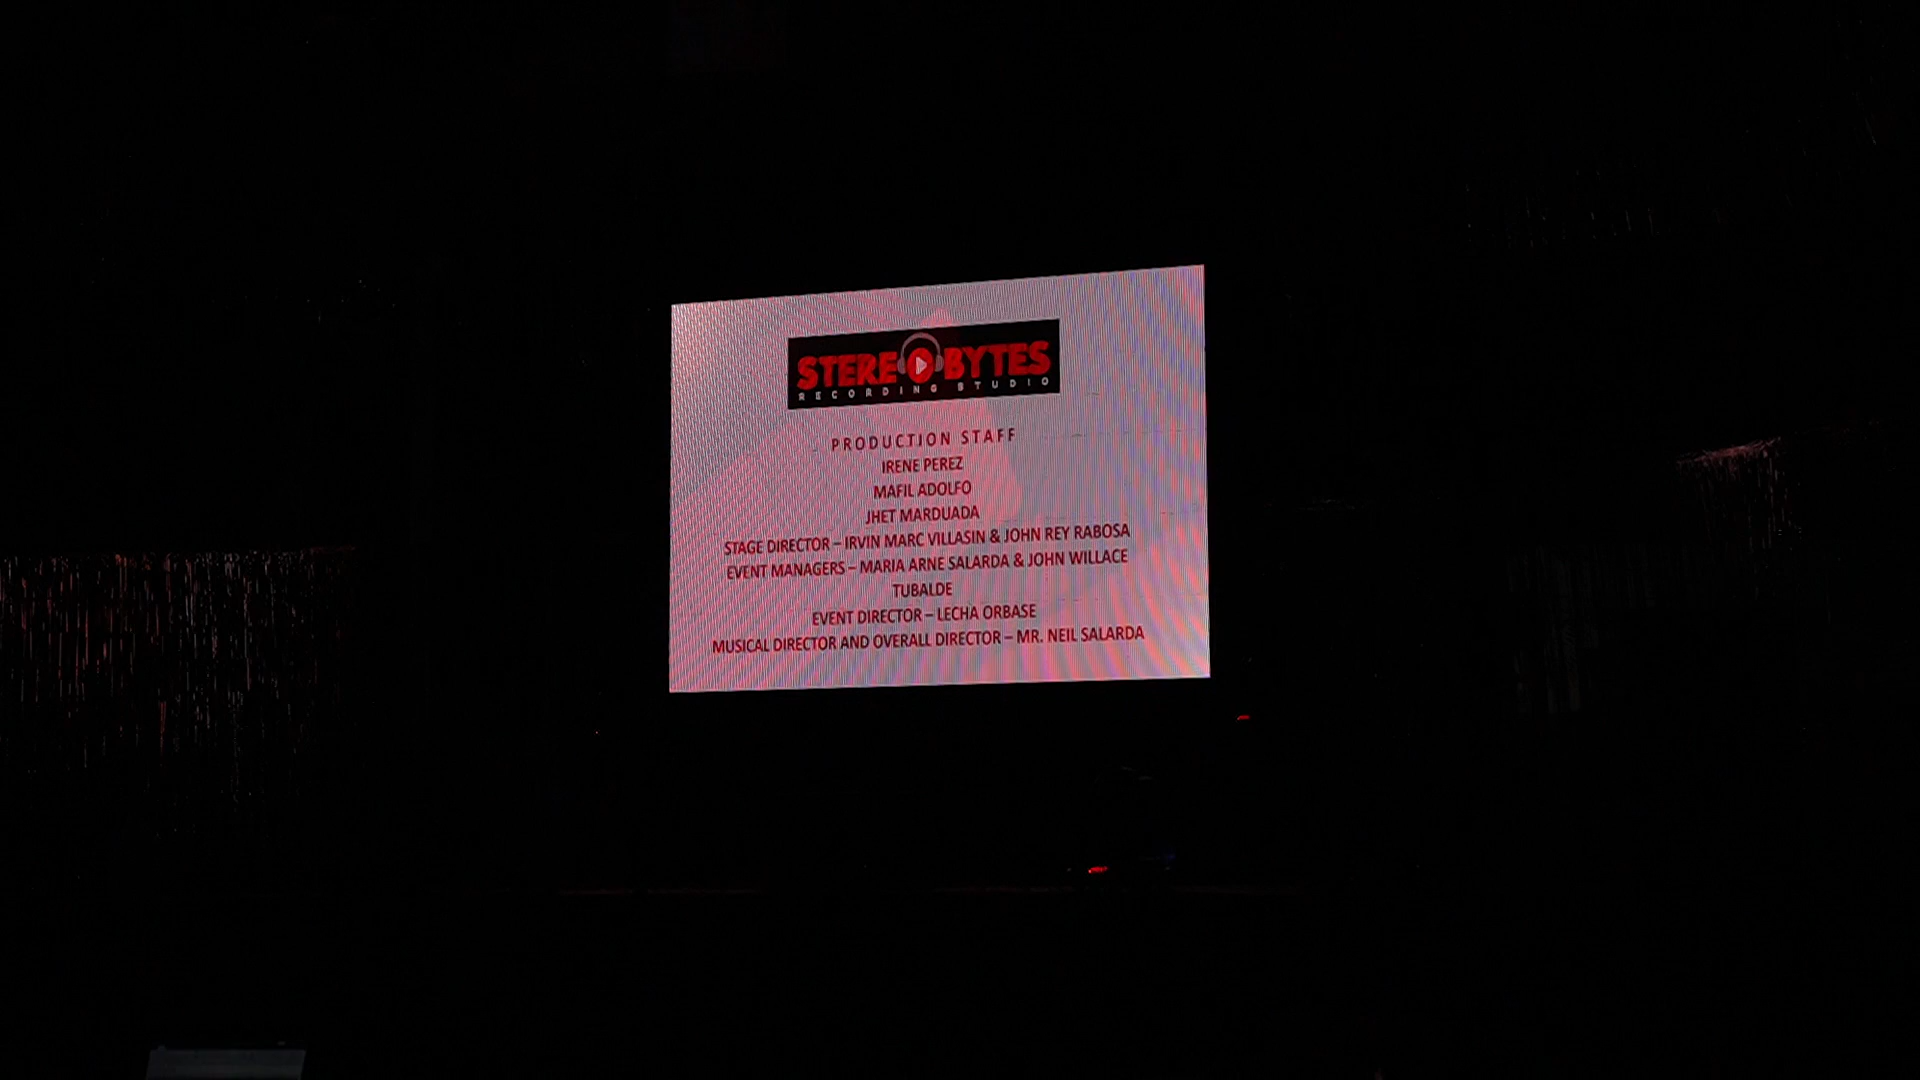 STEREOBYTES
RECORDING STUDIO
PRODUCTION STAFF
IRENE PEREZ
MAFIL ADOLFO
JHET MARDUADA
STAGE DIRECTOR – IRVIN MARC VILLASIN & JOHN REY RABOSA
EVENT MANAGERS – MARIA ARNE SALARDA & JOHN WILLACE
TUBALDE
EVENT DIRECTOR – LECHA ORBASE
MUSICAL DIRECTOR AND OVERALL DIRECTOR – MR. NEIL SALARDA